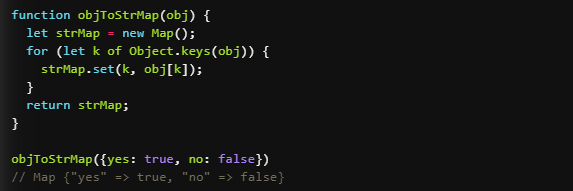 function objToStrMap(obj) {
  let strMap = new Map();
  for (let k of Object.keys(obj)) {
    strMap.set(k, obj[k]);
  }
  return strMap;
}

objToStrMap({yes: true, no: false})
// Map {"yes" => true, "no" => false}